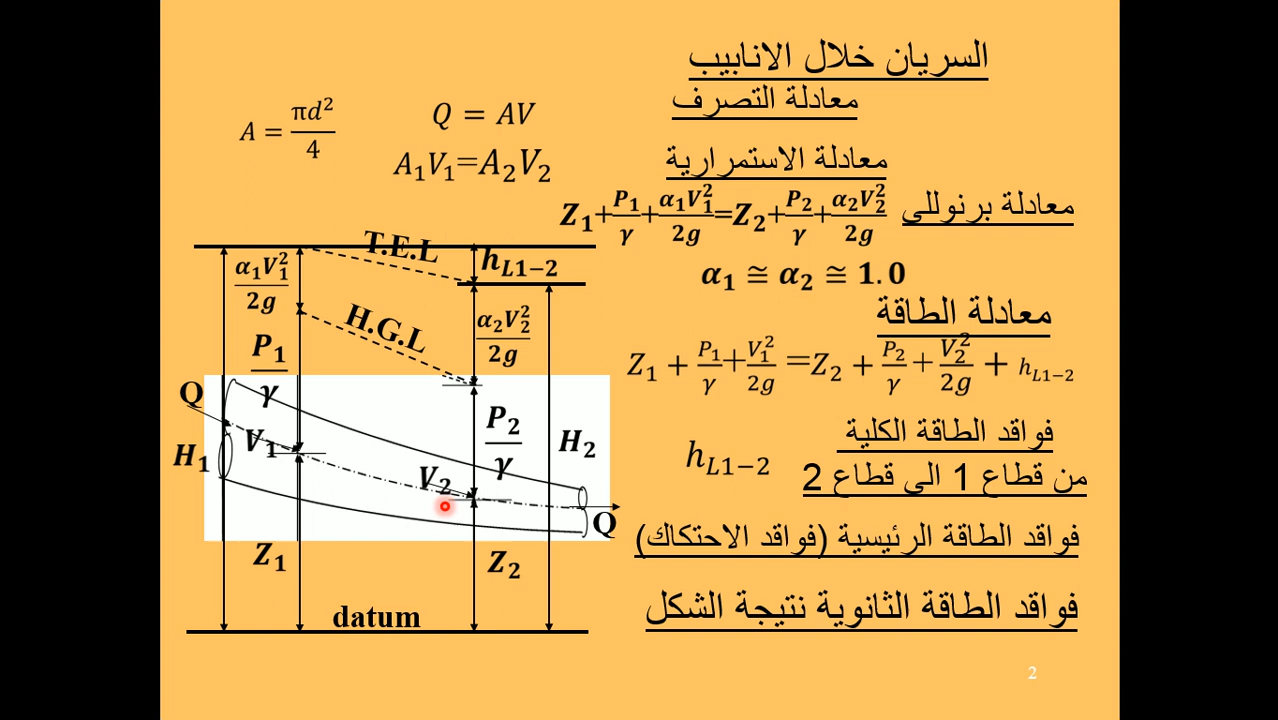 السريان خلال الانابيب
معادلة التصرف
A = πd²/4
Q = AV
معادلة الاستمرارية
A₁V₁=A₂V₂
معادلة برنوللي
Z₁+P₁/γ+α₁V₁²/2g=Z₂+P₂/γ+α₂V₂²/2g
α₁ ≅ α₂ ≅ 1.0
معادلة الطاقة
Z₁ + P₁/γ+V₁²/2g=Z₂ + P₂/γ+V₂²/2g + h_L1−2
فواقد الطاقة الكلية
من قطاع 1 الى قطاع 2
h_L1−2
فواقد الطاقة الرئيسية (فواقد الاحتكاك)
فواقد الطاقة الثانوية نتيجة الشكل
T.E.L
h_L1−2
α₁V₁²/2g
H.G.L
α₂V₂²/2g
P₁/γ
Q
V₁
H₁
P₂/γ
H₂
V₂
Q
Z₁
Z₂
datum
2